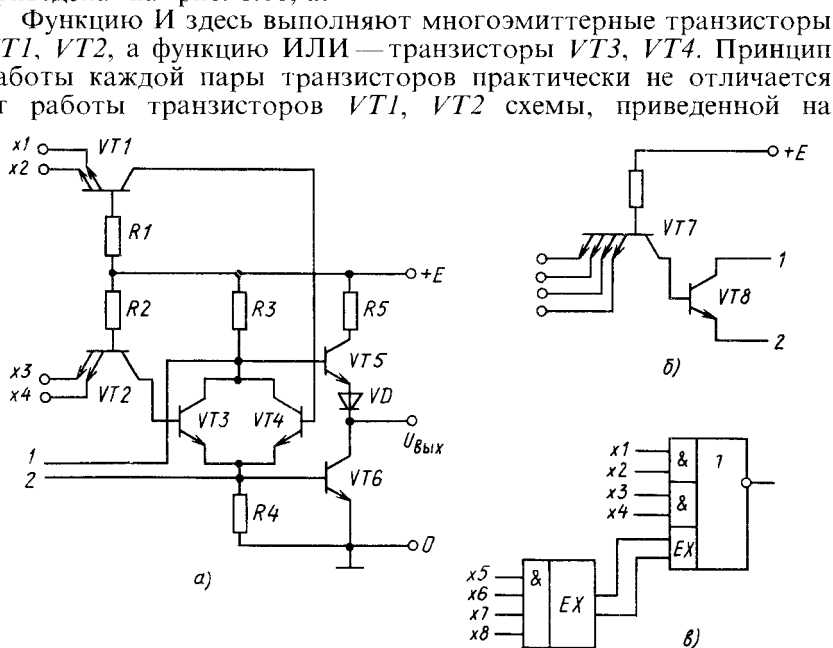 Функцию И здесь выполняют многоэмиттерные транзисторы
VT1, VT2, а функцию ИЛИ — транзисторы VT3, VT4. Принцип
работы каждой пары транзисторов практически не отличается
от работы транзисторов VT1, VT2 схемы, приведенной на
x1
VT1
x2
R1
+E
R2
R3
R5
VT5
x3
x4
VT2
VD
VT3
VT4
Uвых
1
2
VT6
R4
0
а)
+E
VT7
1
VT8
2
б)
x1
x2
&
1
x3
x4
&
EX
x5
x6
x7
x8
&
EX
в)